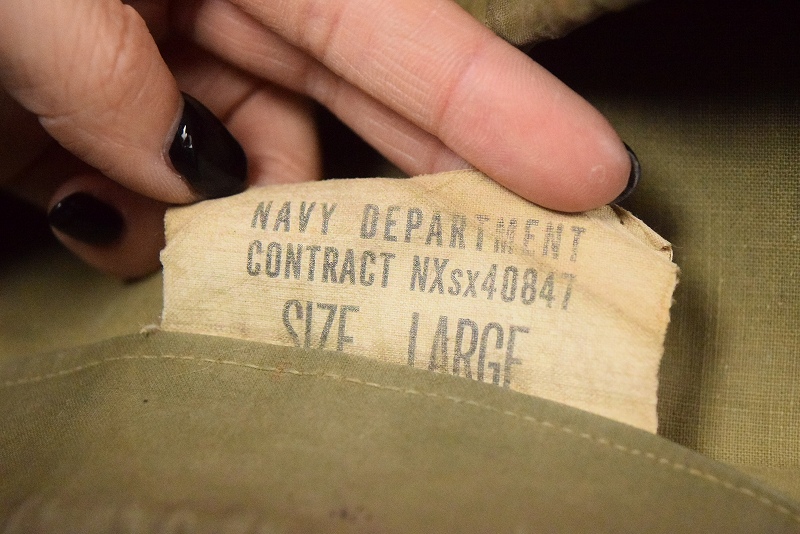 NAVY DEPARTMENT
CONTRACT NXsx40847
SIZE LARGE